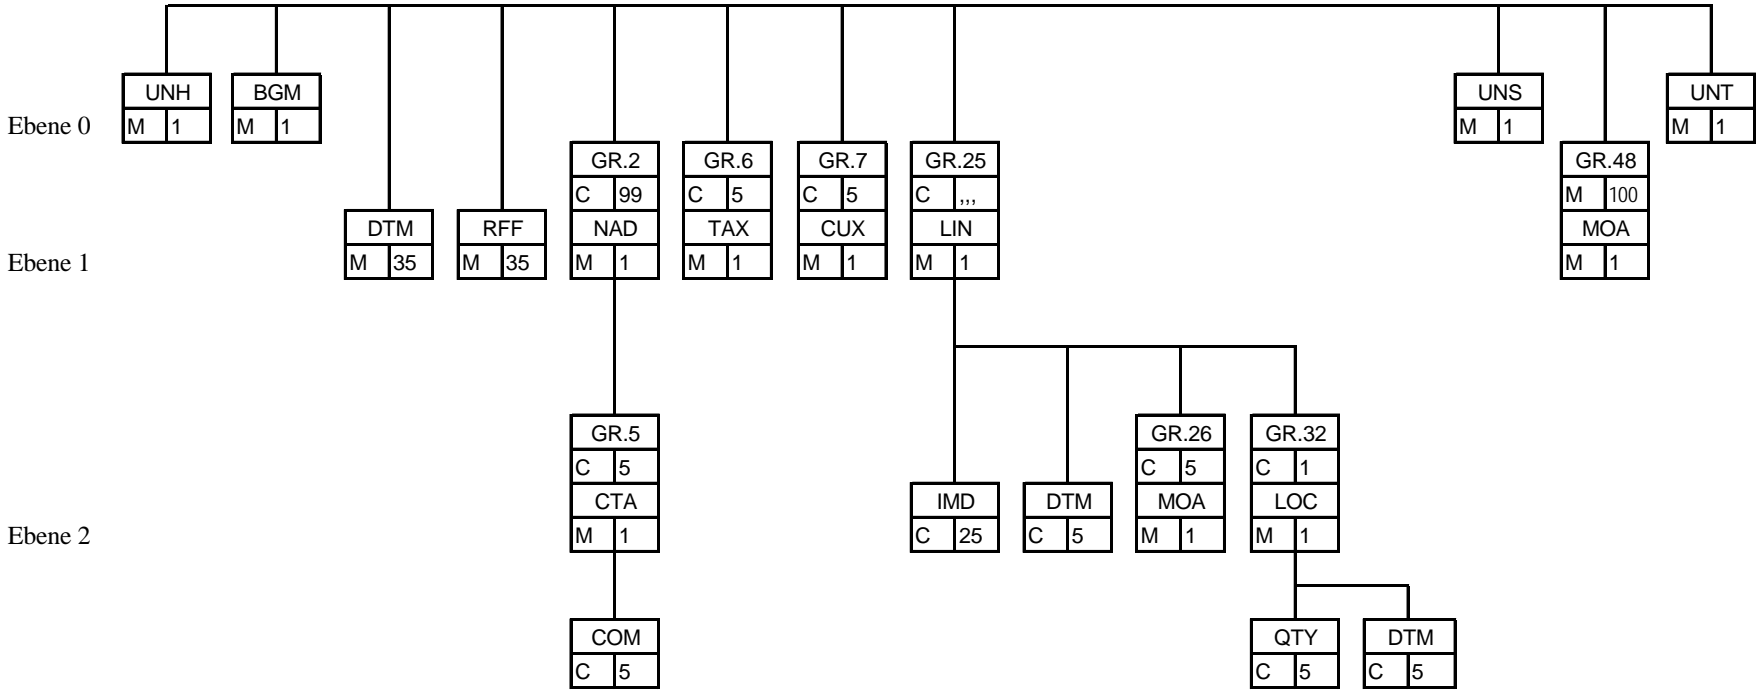 UNH BGM UNS UNT
Ebene 0 M 1 M 1 M 1 M 1
GR.2 GR.6 GR.7 GR.25 GR.48
C 99 C 5 C 5 C ,,, M 100
DTM RFF NAD TAX CUX LIN MOA
Ebene 1 M 35 M 35 M 1 M 1 M 1 M 1 M 1
GR.5 GR.26 GR.32
C 5 C 5 C 1
CTA IMD DTM MOA LOC
Ebene 2 M 1 C 25 C 5 M 1 M 1
COM QTY DTM
C 5 C 5 C 5